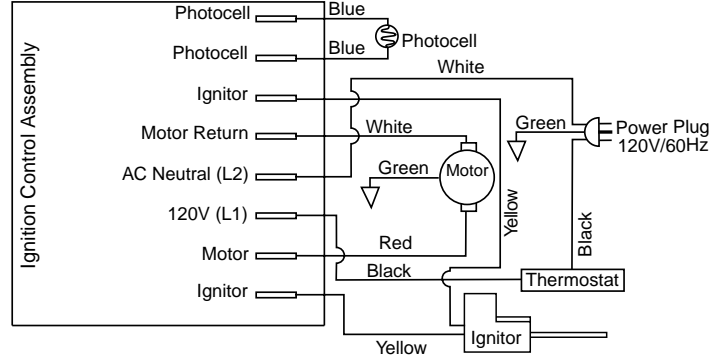 Ignition Control Assembly
Photocell
Blue
Photocell
Blue
Photocell
White
Ignitor
Motor Return
White
Green
Power Plug
120V/60Hz
AC Neutral (L2)
Green
Motor
120V (L1)
Yellow
Black
Motor
Red
Black
Thermostat
Ignitor
Yellow
Ignitor